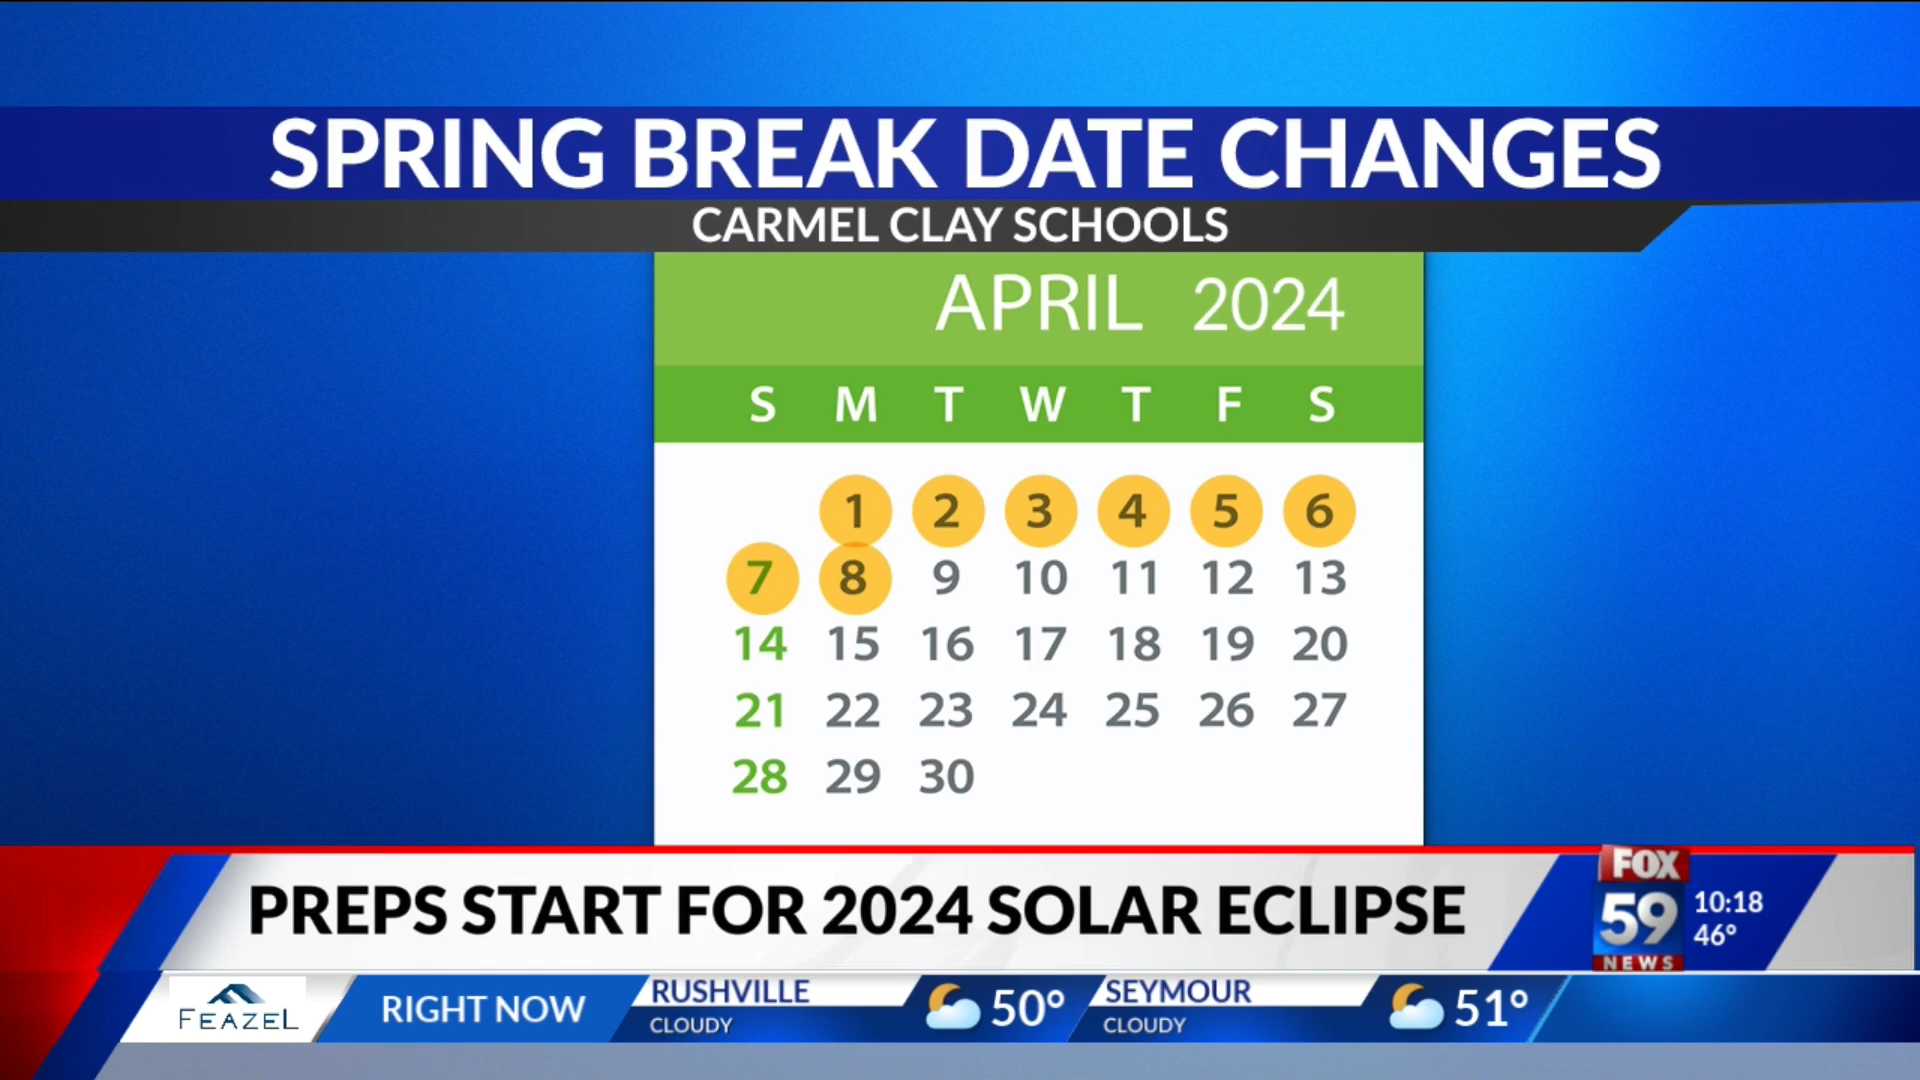 SPRING BREAK DATE CHANGES
CARMEL CLAY SCHOOLS
APRIL 2024
S M T W T F S
1 2 3 4 5 6
7 8 9 10 11 12 13
14 15 16 17 18 19 20
21 22 23 24 25 26 27
28 29 30
PREPS START FOR 2024 SOLAR ECLIPSE
FOX
59
NEWS
10:18
46°
FEAZEL
RIGHT NOW
RUSHVILLE
CLOUDY
50°
SEYMOUR
CLOUDY
51°